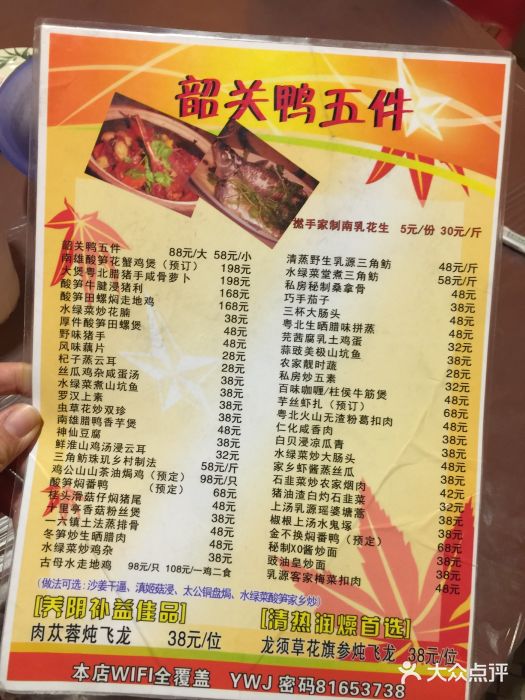 韶关鸭五件
捻手家制南乳花生 5元/份 30元/斤
韶关鸭五件 88元/大 58元/小
南雄酸笋花蟹鸡煲(预订) 198元
大煲粤北腊猪手咸骨萝卜 198元
酸笋牛腱浸猪利 168元
酸笋田螺焖走地鸡 168元
水绿菜炒花腩 38元
厚件酸笋田螺煲 38元
野味猪手 48元
风味藕片 28元
杞子蒸云耳 28元
丝瓜鸡杂咸蛋汤 38元
水绿菜煮山坑鱼 38元
罗汉上素 38元
虫草花炒双珍 38元
南雄腊鸭香芋煲 48元
神仙豆腐 48元
鲜淮山鸡汤浸云耳 32元
三角鲂珠玑乡村制法 58元/斤
鸡公山山茶油焗鸡(预定) 98元/只
酸笋焖番鸭 (预定) 68元
桂头滑菇仔焖猪尾 48元
十里亭香菇粉丝煲 38元
一六镇土法蒸排骨 38元
冬笋炒生晒腊肉 48元
水绿菜炒鸡杂 38元
古母水走地鸡 98元/只 108元/一鸡二食
清蒸野生乳源三角鲂 48元/斤
水绿菜堂煮三角鲂 58元/斤
私房秘制桑拿骨 48元
巧手茄子 38元
三杯大肠头 48元
粤北生晒腊味拼蒸 48元
芫茜腐乳土鸡蛋 32元
蒜豉美极山坑鱼 38元
农家靓时蔬 28元
私房炒五素 38元
百味咖喱/柱侯牛筋煲 48元
芋丝虾扎(预订) 68元
粤北火山无渣粉葛扣肉 48元
仁化咸香肉 38元
白贝浸凉瓜青 38元
水绿菜炒大肠头 48元
家乡虾酱蒸丝瓜 38元
石韭菜炒农家烟肉 38元
猪油渣白灼石韭菜 42元
上汤乳源瑶婆塘蒿 32元
椒根上汤水鬼塚 38元
金不换焖番鸭(预定) 68元
秘制XO酱炒面 38元
豉油皇炒面 38元
乳源客家梅菜扣肉 48元
(做法可选:沙姜干逼、滇姬菇浸、太公铜盘焗、水绿菜酸笋家乡炒)
[养阴补益佳品]
[清热润燥首选]
肉苁蓉炖飞龙 38元/位
龙须草花旗参炖飞龙 38元/位
本店WIFI全覆盖 YWJ 密码81653738
大众点评